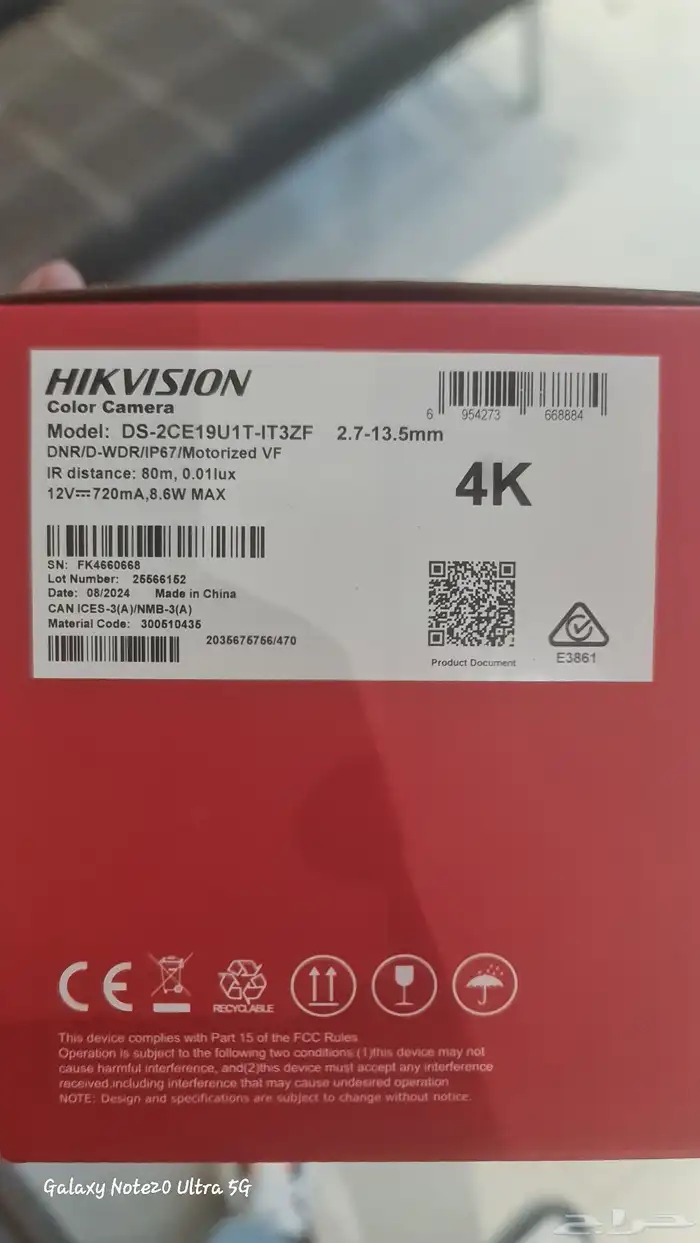 HIKVISION
Color Camera
Model: DS-2CE19U1T-IT3ZF 2.7-13.5mm
DNR/D-WDR/IP67/Motorized VF
IR distance: 80m, 0.01lux
12V⎓720mA,8.6W MAX
6 954273 668884
4K
SN: FK4660668
Lot Number: 25566152
Date: 08/2024 Made in China
CAN ICES-3(A)/NMB-3(A)
Material Code: 300510435
2035675756/470
Product Document
E3861
CE
RECYCLABLE
This device complies with Part 15 of the FCC Rules
Operation is subject to the following two conditions:(1)this device may not
cause harmful interference, and(2)this device must accept any interference
received,including interference that may cause undesired operation
NOTE: Design and specifications are subject to change without notice.
Galaxy Note20 Ultra 5G
حراج